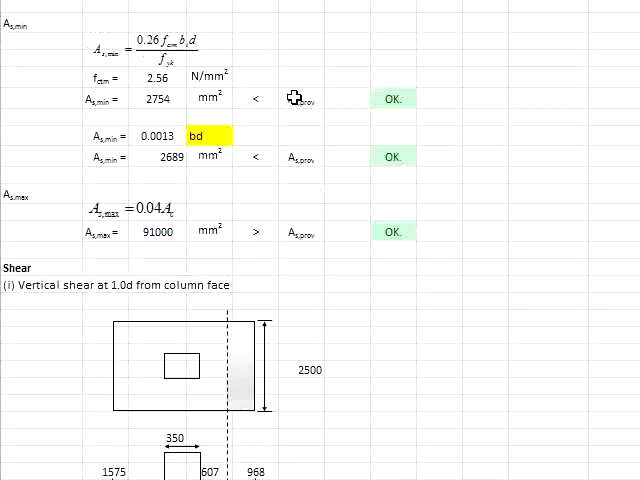 As,min
As,min = 0.26 fctm bt d / fyk
fctm = 2.56 N/mm2
As,min = 2754 mm2 < prov OK.
As,min = 0.0013 bd
As,min = 2689 mm2 < As,prov OK.
As,max
As,max = 0.04Ac
As,max = 91000 mm2 > As,prov OK.
Shear
(i) Vertical shear at 1.0d from column face
2500
350
1575 607 968